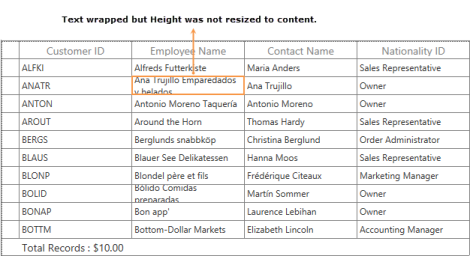 Text wrapped but Height was not resized to content.
Customer ID Employee Name Contact Name Nationality ID
ALFKI Alfreds Futterkiste Maria Anders Sales Representative
ANATR Ana Trujillo Emparedados y helados Ana Trujillo Owner
ANTON Antonio Moreno Taquería Antonio Moreno Owner
AROUT Around the Horn Thomas Hardy Sales Representative
BERGS Berglunds snabbköp Christina Berglund Order Administrator
BLAUS Blauer See Delikatessen Hanna Moos Sales Representative
BLONP Blondel père et fils Frédérique Citeaux Marketing Manager
BOLID Bólido Comidas preparadas Martín Sommer Owner
BONAP Bon app' Laurence Lebihan Owner
BOTTM Bottom-Dollar Markets Elizabeth Lincoln Accounting Manager
Total Records : $10.00